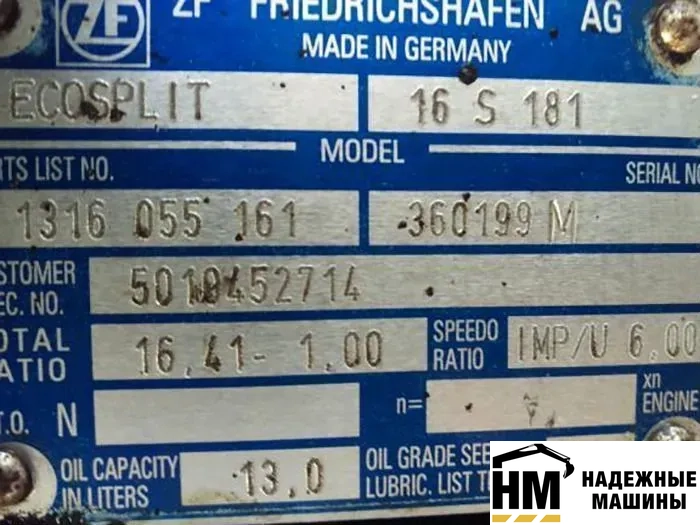 ZF FRIEDRICHSHAFEN AG
MADE IN GERMANY
ECOSPLIT 16 S 181
MODEL
RTS LIST NO. SERIAL NO
1316 055 161 360199 M
USTOMER
EC. NO. 5010452714
OTAL
ATIO 16,41- 1.00 SPEEDO
RATIO IMP/U 6.00
T.O. N n= xn
ENGINE
OIL CAPACITY
IN LITERS 13.0 OIL GRADE SEE
LUBRIC. LIST TE
НМ НАДЕЖНЫЕ
МАШИНЫ